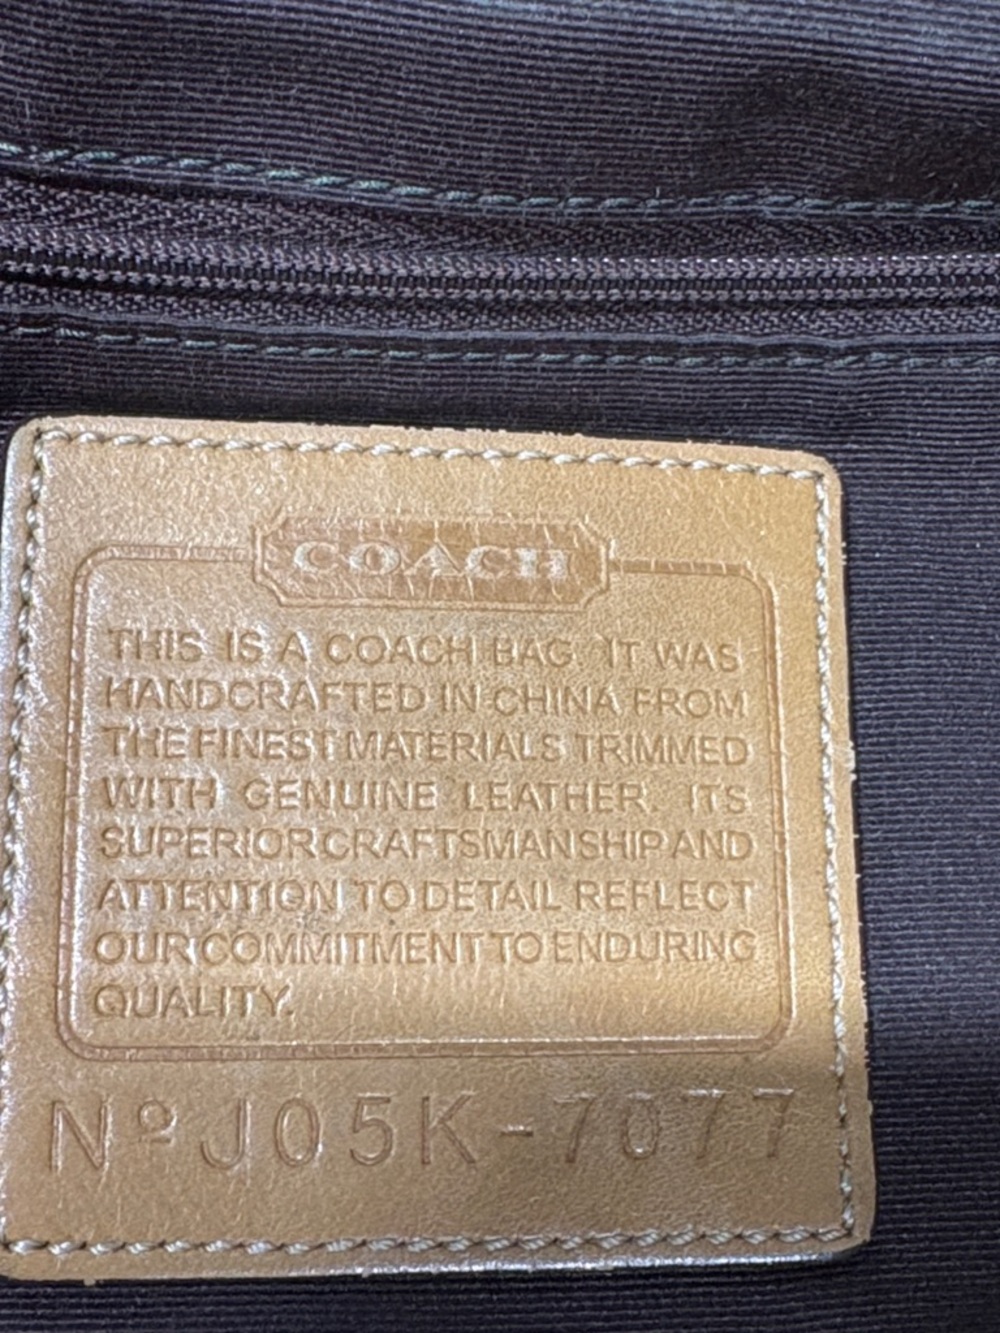 COACH
THIS IS A COACH BAG. IT WAS
HANDCRAFTED IN CHINA FROM
THE FINEST MATERIALS TRIMMED
WITH GENUINE LEATHER. ITS
SUPERIOR CRAFTSMANSHIP AND
ATTENTION TO DETAIL REFLECT
OUR COMMITMENT TO ENDURING
QUALITY.
Nº J05K-7077